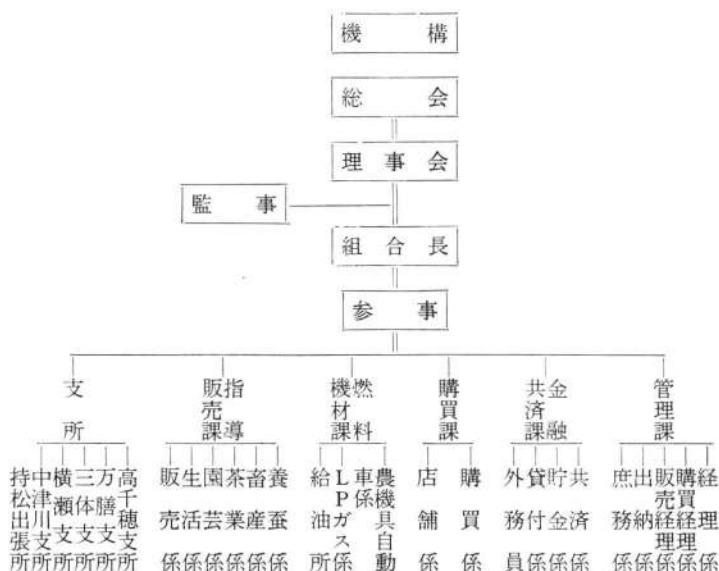 機構
総会
理事会
監事
組合長
参事
管理課
金融
共済課
購買課
燃料
機材課
指導
販売課
支所
経理係
購買経理係
販売経理係
出納係
庶務係
共済係
貯金係
貸付係
外務員
購買係
店舗係
農機具自動
車係
LPガス係
給油所
養蚕係
畜産係
茶業係
園芸係
生活係
販売係
高千穂支所
万膳支所
三体支所
横瀬支所
中津川支所
持松出張所